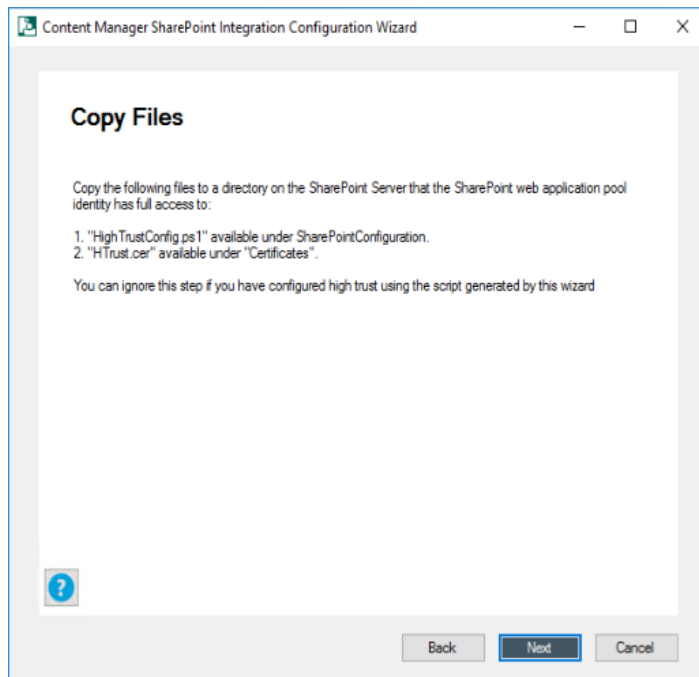 Content Manager SharePoint Integration Configuration Wizard
Copy Files
Copy the following files to a directory on the SharePoint Server that the SharePoint web application pool
identity has full access to:
1. "HighTrustConfig.ps1" available under SharePointConfiguration.
2. "HTrust.cer" available under "Certificates".
You can ignore this step if you have configured high trust using the script generated by this wizard
?
Back Next Cancel